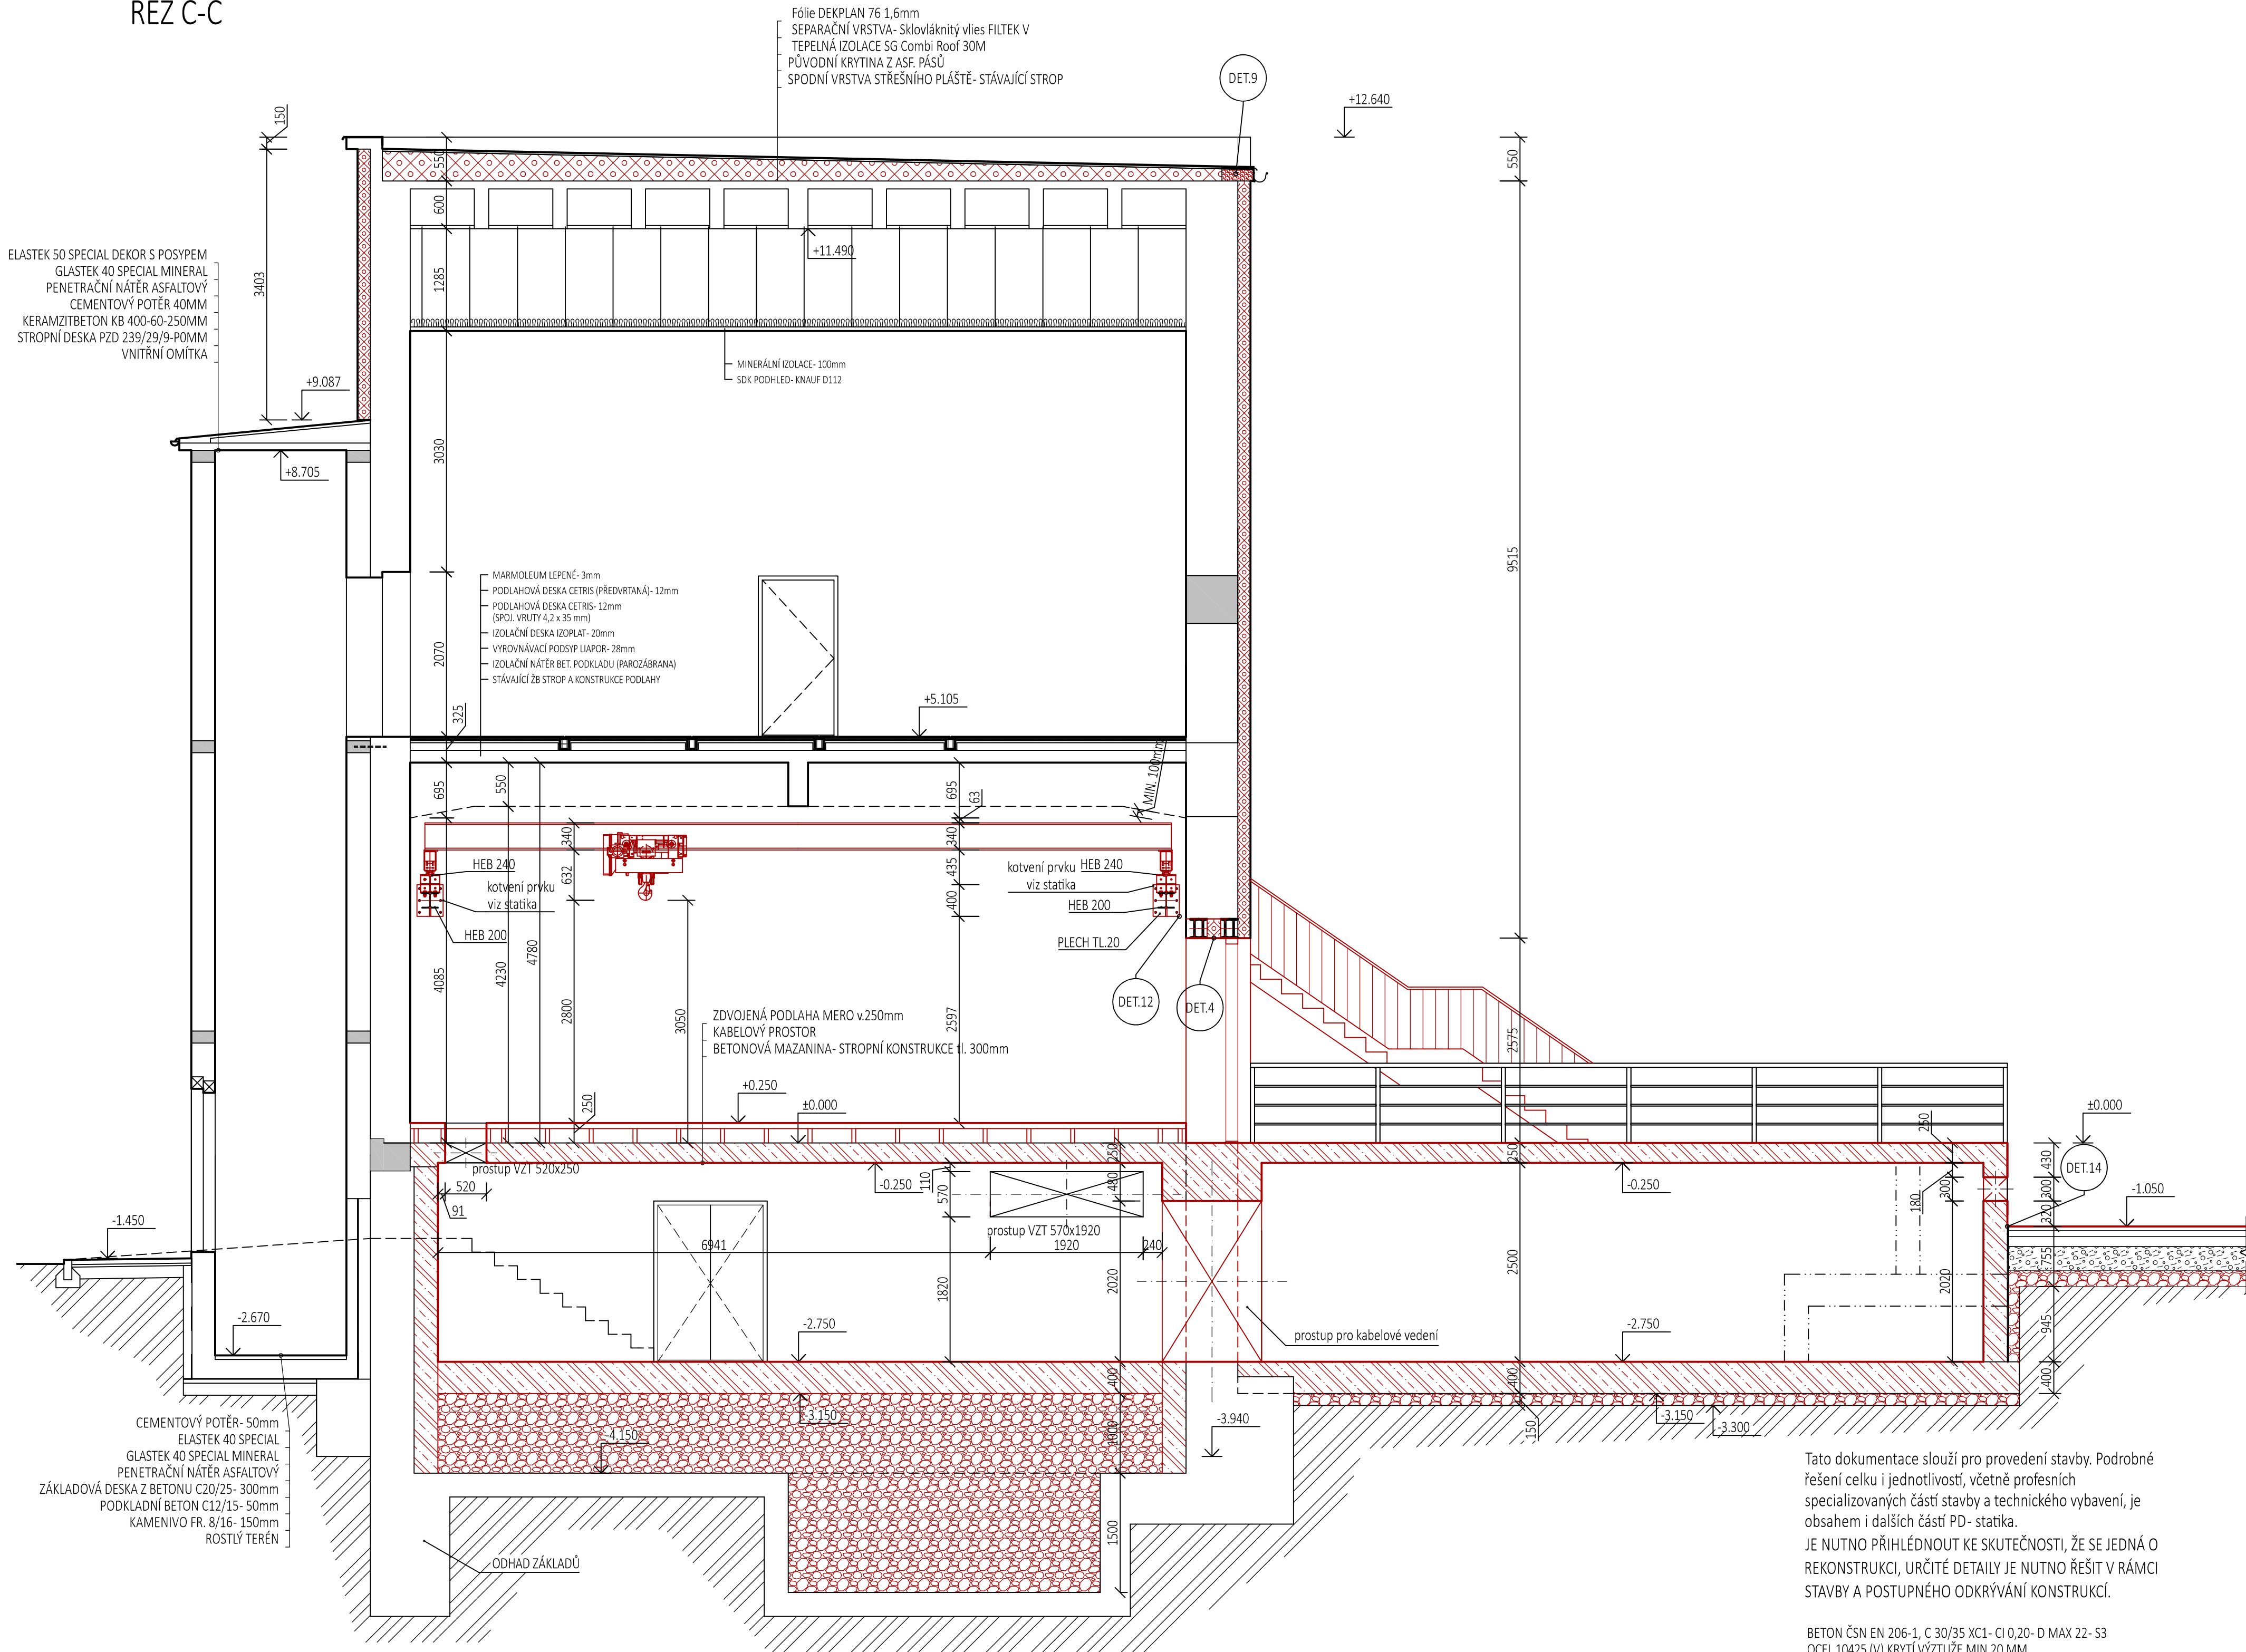 ŘEZ C-C
Fólie DEKPLAN 76 1,6mm
SEPARAČNÍ VRSTVA- Sklovláknitý vlies FILTEK V
TEPELNÁ IZOLACE SG Combi Roof 30M
PŮVODNÍ KRYTINA Z ASF. PÁSŮ
SPODNÍ VRSTVA STŘEŠNÍHO PLÁŠTĚ- STÁVAJÍCÍ STROP
DET.9
+12.640
150
550
550
600
3403
1285
+11.490
ELASTEK 50 SPECIAL DEKOR S POSYPEM
GLASTEK 40 SPECIAL MINERAL
PENETRAČNÍ NÁTĚR ASFALTOVÝ
CEMENTOVÝ POTĚR 40MM
KERAMZITBETON KB 400-60-250MM
STROPNÍ DESKA PZD 239/29/9-P0MM
VNITŘNÍ OMÍTKA
MINERÁLNÍ IZOLACE- 100mm
SDK PODHLED- KNAUF D112
+9.087
+8.705
3030
9515
MARMOLEUM LEPENÉ- 3mm
PODLAHOVÁ DESKA CETRIS (PŘEDVRTANÁ)- 12mm
PODLAHOVÁ DESKA CETRIS- 12mm
(SPOJ. VRUTY 4,2 x 35 mm)
IZOLAČNÍ DESKA IZOPLAT- 20mm
VYROVNÁVACÍ PODSYP LIAPOR- 28mm
IZOLAČNÍ NÁTĚR BET. PODKLADU (PAROZÁBRANA)
STÁVAJÍCÍ ŽB STROP A KONSTRUKCE PODLAHY
2070
325
+5.105
695
550
695
63
MIN. 100mm
340
340
632
435
400
HEB 240
kotvení prvku
viz statika
HEB 200
kotvení prvku
HEB 240
viz statika
HEB 200
PLECH TL.20
4085
4230
4780
2800
3050
2597
DET.12
DET.4
2575
ZDVOJENÁ PODLAHA MERO v.250mm
KABELOVÝ PROSTOR
BETONOVÁ MAZANINA- STROPNÍ KONSTRUKCE tl. 300mm
+0.250
±0.000
250
±0.000
250
DET.14
prostup VZT 520x250
520
91
-0.250
110
570
250
480
250
-0.250
180
300
430
300
320
-1.050
prostup VZT 570x1920
6941
1920
240
-1.450
1820
2020
2500
2020
755
945
-2.670
-2.750
prostup pro kabelové vedení
-2.750
400
400
400
-3.150
-4.150
1000
-3.940
150
-3.150
-3.300
1500
CEMENTOVÝ POTĚR- 50mm
ELASTEK 40 SPECIAL
GLASTEK 40 SPECIAL MINERAL
PENETRAČNÍ NÁTĚR ASFALTOVÝ
ZÁKLADOVÁ DESKA Z BETONU C20/25- 300mm
PODKLADNÍ BETON C12/15- 50mm
KAMENIVO FR. 8/16- 150mm
ROSTLÝ TERÉN
ODHAD ZÁKLADŮ
Tato dokumentace slouží pro provedení stavby. Podrobné
řešení celku i jednotlivostí, včetně profesních
specializovaných částí stavby a technického vybavení, je
obsahem i dalších částí PD- statika.
JE NUTNO PŘIHLÉDNOUT KE SKUTEČNOSTI, ŽE SE JEDNÁ O
REKONSTRUKCI, URČITÉ DETAILY JE NUTNO ŘEŠIT V RÁMCI
STAVBY A POSTUPNÉHO ODKRÝVÁNÍ KONSTRUKCÍ.
BETON ČSN EN 206-1, C 30/35 XC1- CI 0,20- D MAX 22- S3
OCEL 10425 (V) KRYTÍ VÝZTUŽE MIN 20 MM